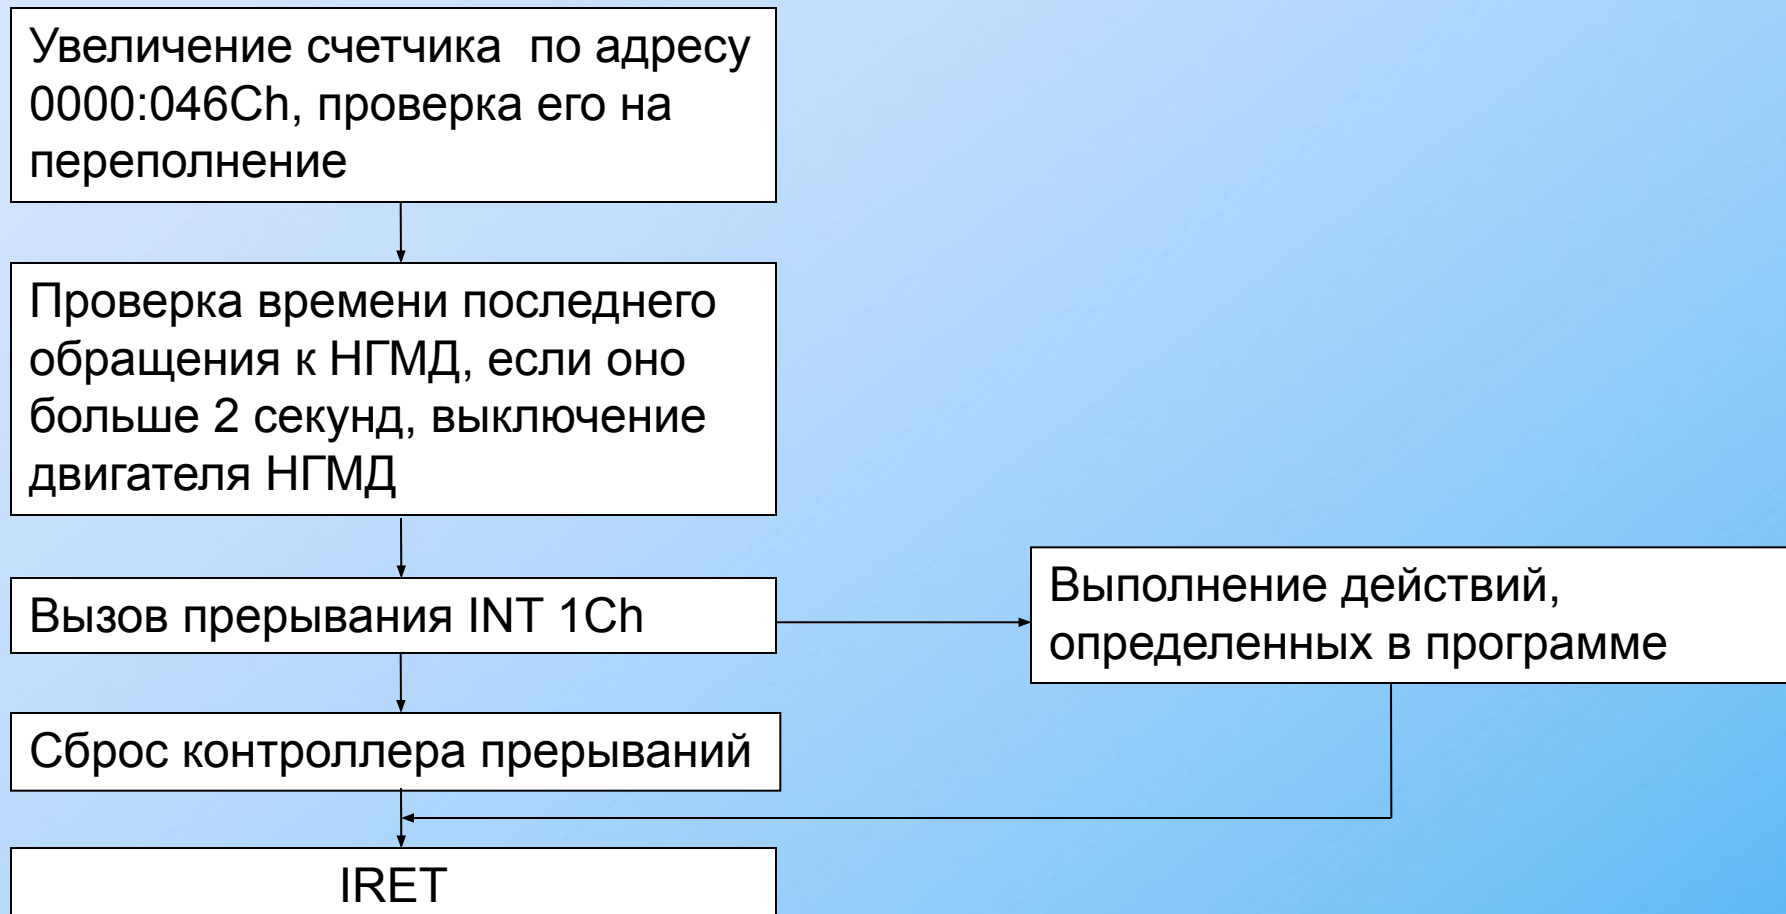 Увеличение счетчика по адресу
0000:046Ch, проверка его на
переполнение
Проверка времени последнего
обращения к НГМД, если оно
больше 2 секунд, выключение
двигателя НГМД
Вызов прерывания INT 1Ch
Выполнение действий,
определенных в программе
Сброс контроллера прерываний
IRET